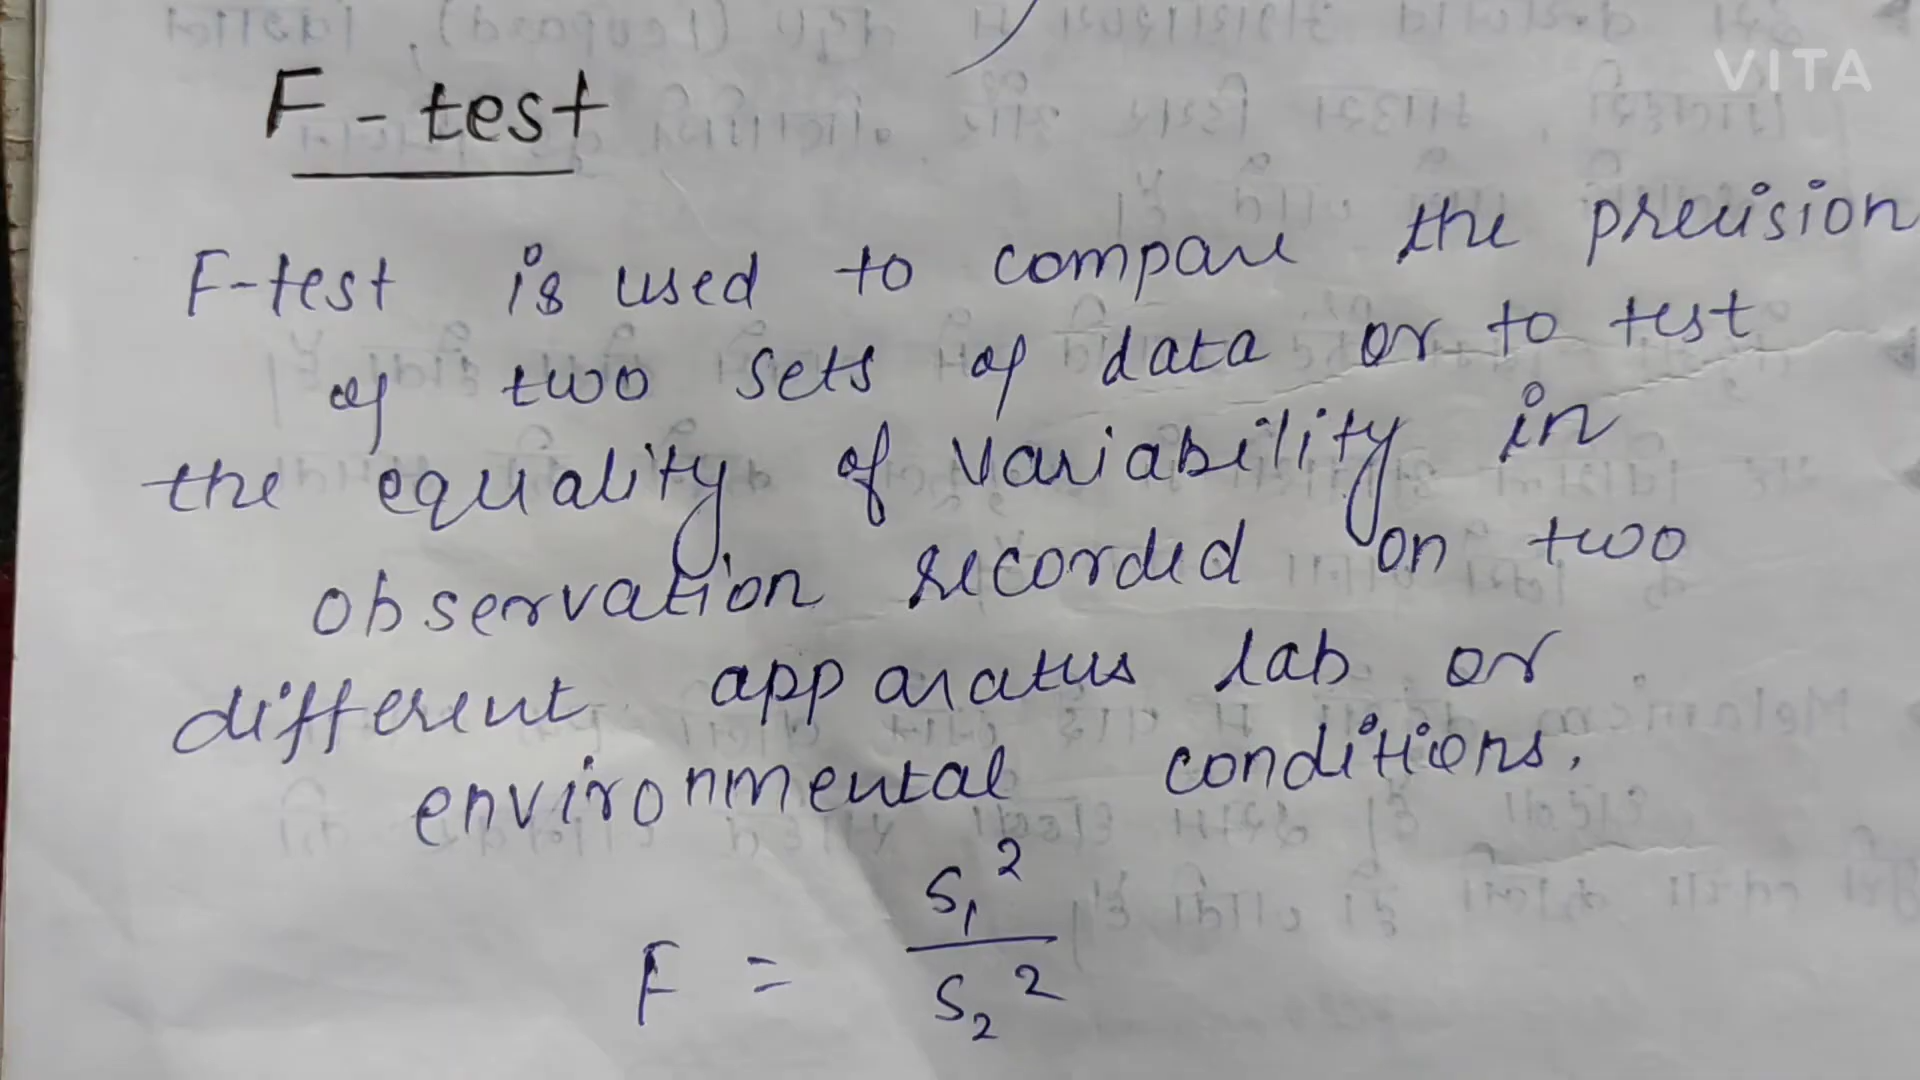 VITA
F-test
F-test is used to compare the precision
of two sets of data or to test
the equality of variability in
observation recorded on two
different apparatus lab or
environmental conditions.
F = S₁² / S₂²